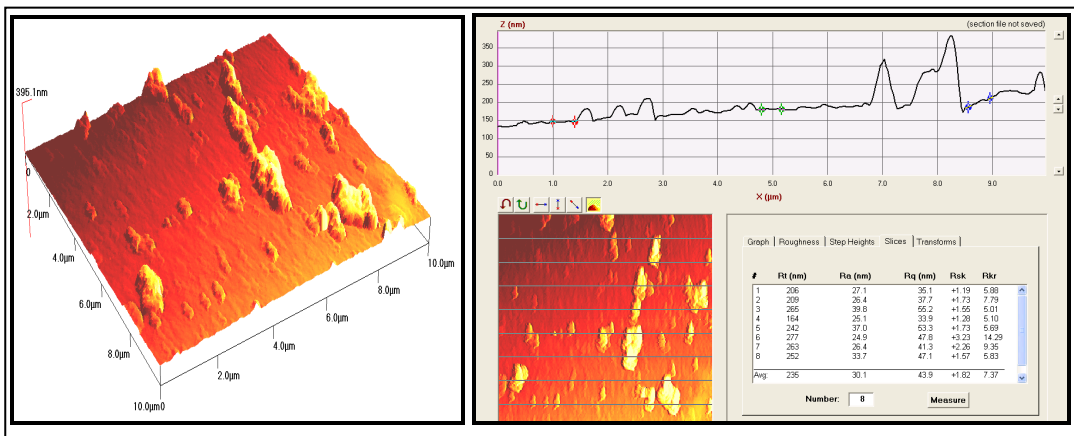 395.1nm
0
2.0µm
4.0µm
6.0µm
8.0µm
10.0µm0
2.0µm
4.0µm
6.0µm
8.0µm
10.0µm
Z (nm)
(section file not saved)
350
300
250
200
150
100
50
0
0.0 1.0 2.0 3.0 4.0 5.0 6.0 7.0 8.0 9.0
X (µm)
Graph | Roughness | Step Heights | Slices | Transforms |
# Rt (nm) Ra (nm) Rq (nm) Rsk Rkr
1 206 27.1 35.1 +1.19 5.88
2 209 26.4 37.7 +1.73 7.79
3 265 39.8 55.2 +1.55 5.01
4 164 25.1 33.9 +1.28 5.10
5 242 37.0 53.3 +1.73 5.69
6 277 24.9 47.8 +3.23 14.29
7 263 26.4 41.3 +2.26 9.35
8 252 33.7 47.1 +1.57 5.83
Avg: 235 30.1 43.9 +1.82 7.37
Number: 8 Measure